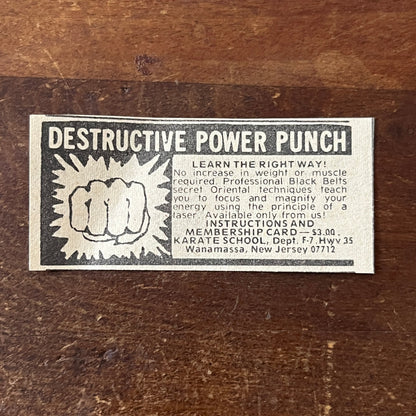 DESTRUCTIVE POWER PUNCH
LEARN THE RIGHT WAY!
No increase in weight or muscle
required. Professional Black Belts
secret Oriental techniques teach
you to focus and magnify your
energy using the principle of a
laser. Available only from us!
INSTRUCTIONS AND
MEMBERSHIP CARD — $3.00.
KARATE SCHOOL, Dept. F-7. Hwy 35
Wanamassa, New Jersey 07712